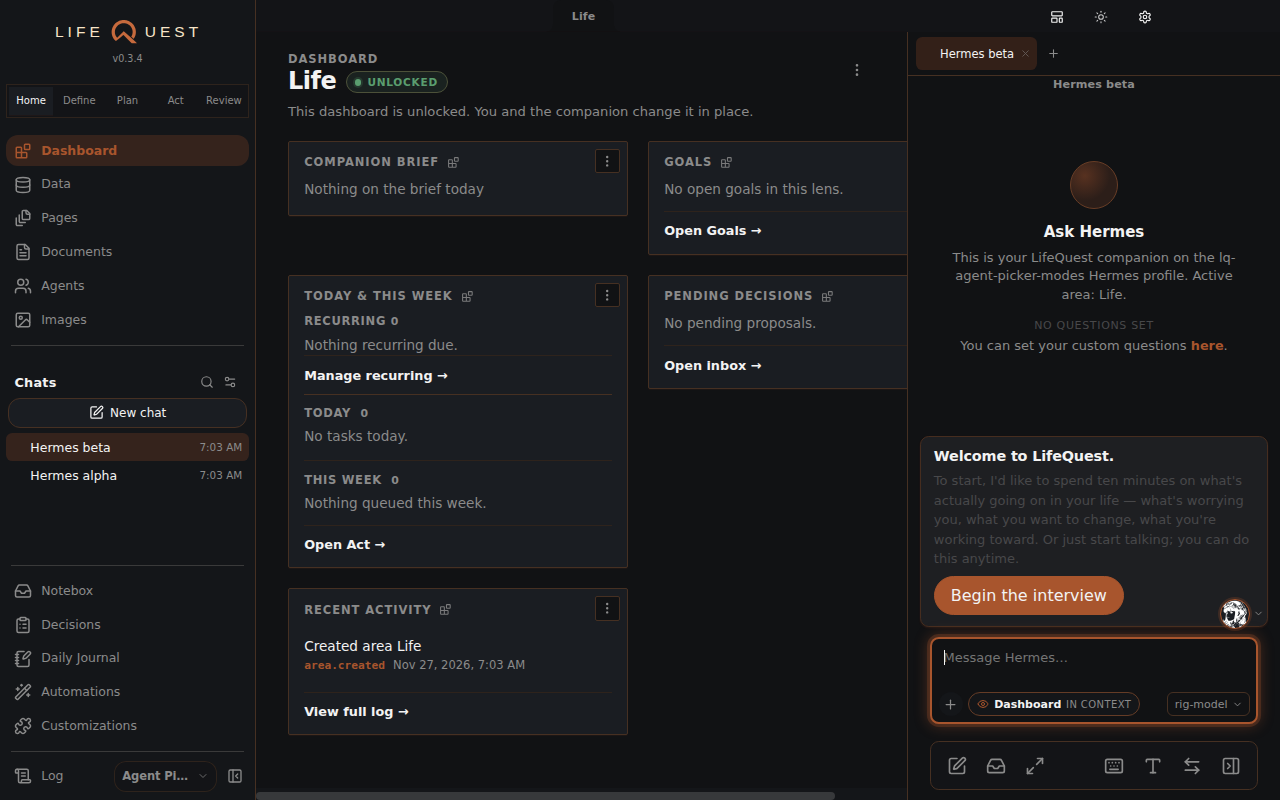 LIFE QUEST
v0.3.4
Home Define Plan Act Review
Dashboard
Data
Pages
Documents
Agents
Images
Chats
New chat
Hermes beta 7:03 AM
Hermes alpha 7:03 AM
Notebook
Decisions
Daily Journal
Automations
Customizations
Log Agent Pl...
Life
DASHBOARD
Life UNLOCKED
This dashboard is unlocked. You and the companion change it in place.
COMPANION BRIEF
Nothing on the brief today
GOALS
No open goals in this lens.
Open Goals →
TODAY & THIS WEEK
RECURRING 0
Nothing recurring due.
Manage recurring →
TODAY 0
No tasks today.
THIS WEEK 0
Nothing queued this week.
Open Act →
PENDING DECISIONS
No pending proposals.
Open inbox →
RECENT ACTIVITY
Created area Life
area.created Nov 27, 2026, 7:03 AM
View full log →
Hermes beta
Hermes beta
Ask Hermes
This is your LifeQuest companion on the lq-
agent-picker-modes Hermes profile. Active
area: Life.
NO QUESTIONS SET
You can set your custom questions here.
Welcome to LifeQuest.
To start, I'd like to spend ten minutes on what's
actually going on in your life — what's worrying
you, what you want to change, what you're
working toward. Or just start talking; you can do
this anytime.
Begin the interview
Message Hermes...
Dashboard IN CONTEXT
rig-model